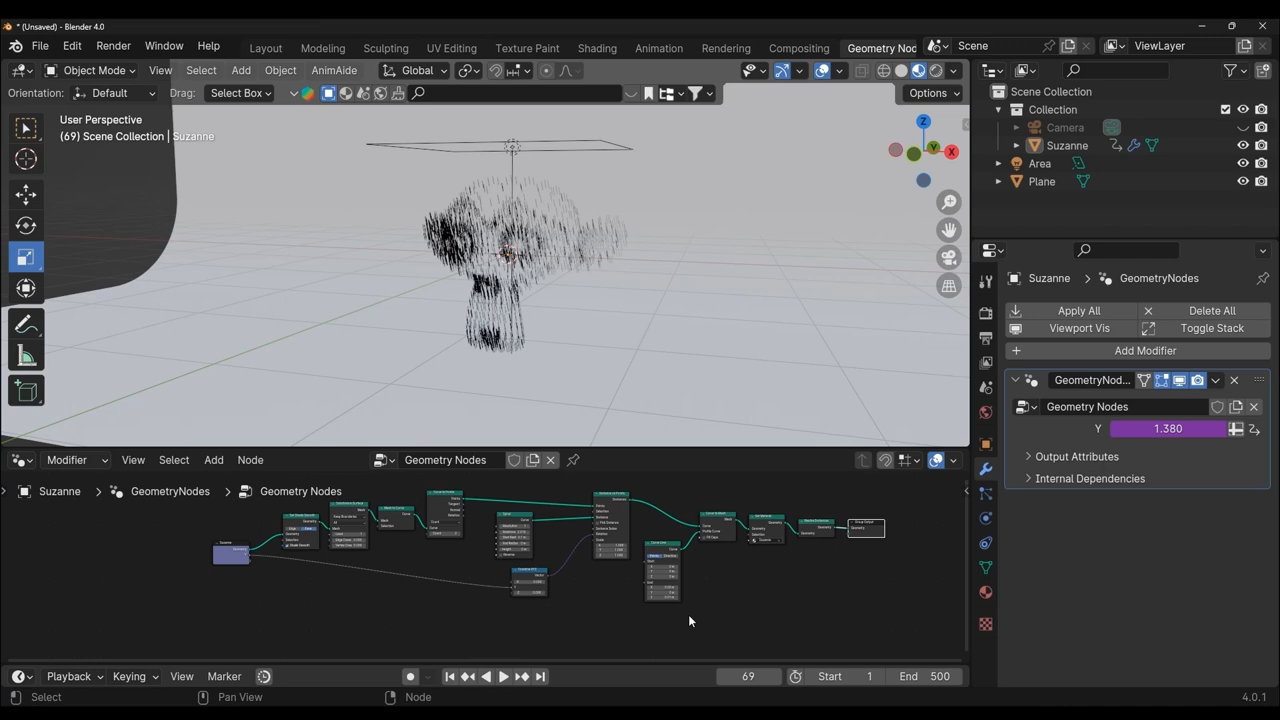 * (Unsaved) - Blender 4.0
File Edit Render Window Help Layout Modeling Sculpting UV Editing Texture Paint Shading Animation Rendering Compositing Geometry Nod Scene ViewLayer
Object Mode View Select Add Object AnimAide Global
Orientation: Default Drag: Select Box Options
User Perspective
(69) Scene Collection | Suzanne
Z
Y
X
Scene Collection
Collection
Camera
Suzanne
Area
Plane
Suzanne > GeometryNodes
Apply All Delete All
Viewport Vis Toggle Stack
Add Modifier
GeometryNod...
Geometry Nodes
Y 1.380
Output Attributes
Internal Dependencies
Modifier View Select Add Node Geometry Nodes
Suzanne > GeometryNodes > Geometry Nodes
Playback Keying View Marker 69 Start 1 End 500
Select Pan View Node 4.0.1